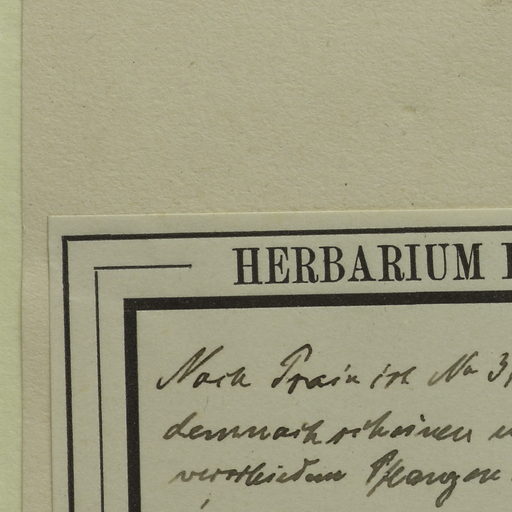 HERBARIUM
Nach Prain ist No 3
demnach scheinen
verschiedene Pflanzen